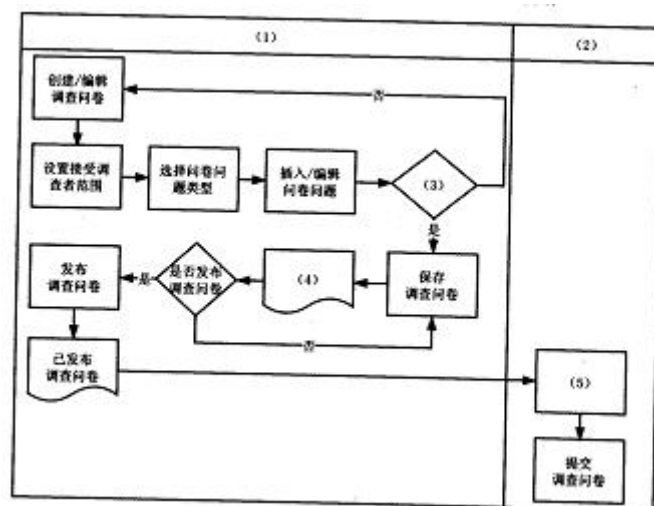 (1)
(2)
创建/编辑
调查问卷
否
设置接受调
查者范围
选择问卷问
题类型
插入/编辑
问卷问题
(3)
是
发布
调查问卷
是
是否发布
调查问卷
(4)
保存
调查问卷
否
已发布
调查问卷
(5)
提交
调查问卷